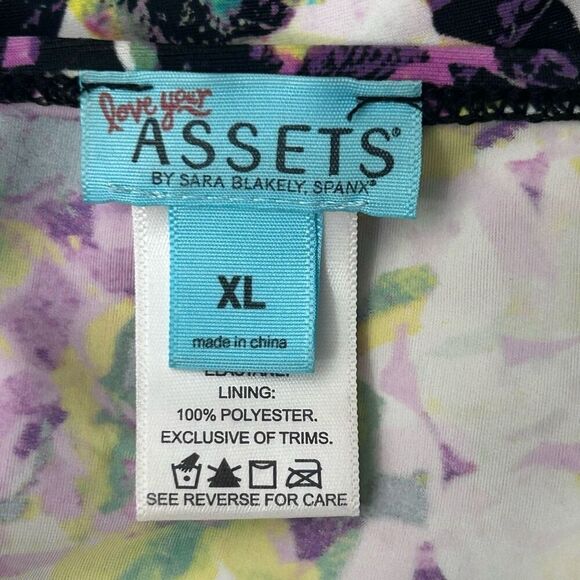 love your
ASSETS®
BY SARA BLAKELY, SPANX®
XL
made in china
LINING:
100% POLYESTER.
EXCLUSIVE OF TRIMS.
SEE REVERSE FOR CARE